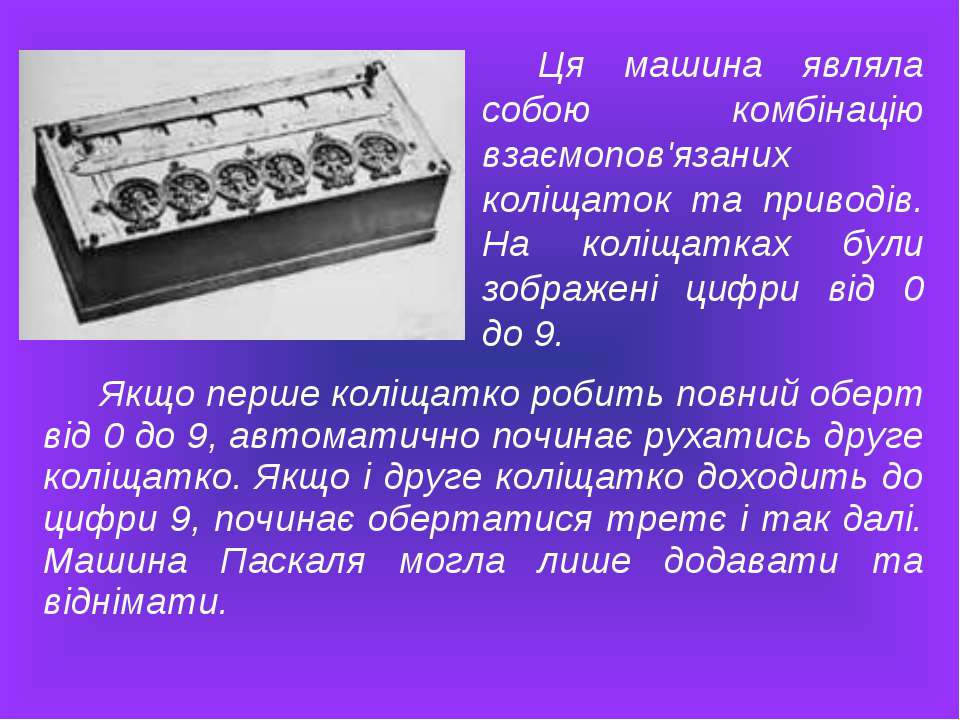 Ця машина являла
собою комбінацію
взаємопов'язаних
коліщаток та приводів.
На коліщатках були
зображені цифри від 0
до 9.
Якщо перше коліщатко робить повний оберт
від 0 до 9, автоматично починає рухатись друге
коліщатко. Якщо і друге коліщатко доходить до
цифри 9, починає обертатися третє і так далі.
Машина Паскаля могла лише додавати та
віднімати.